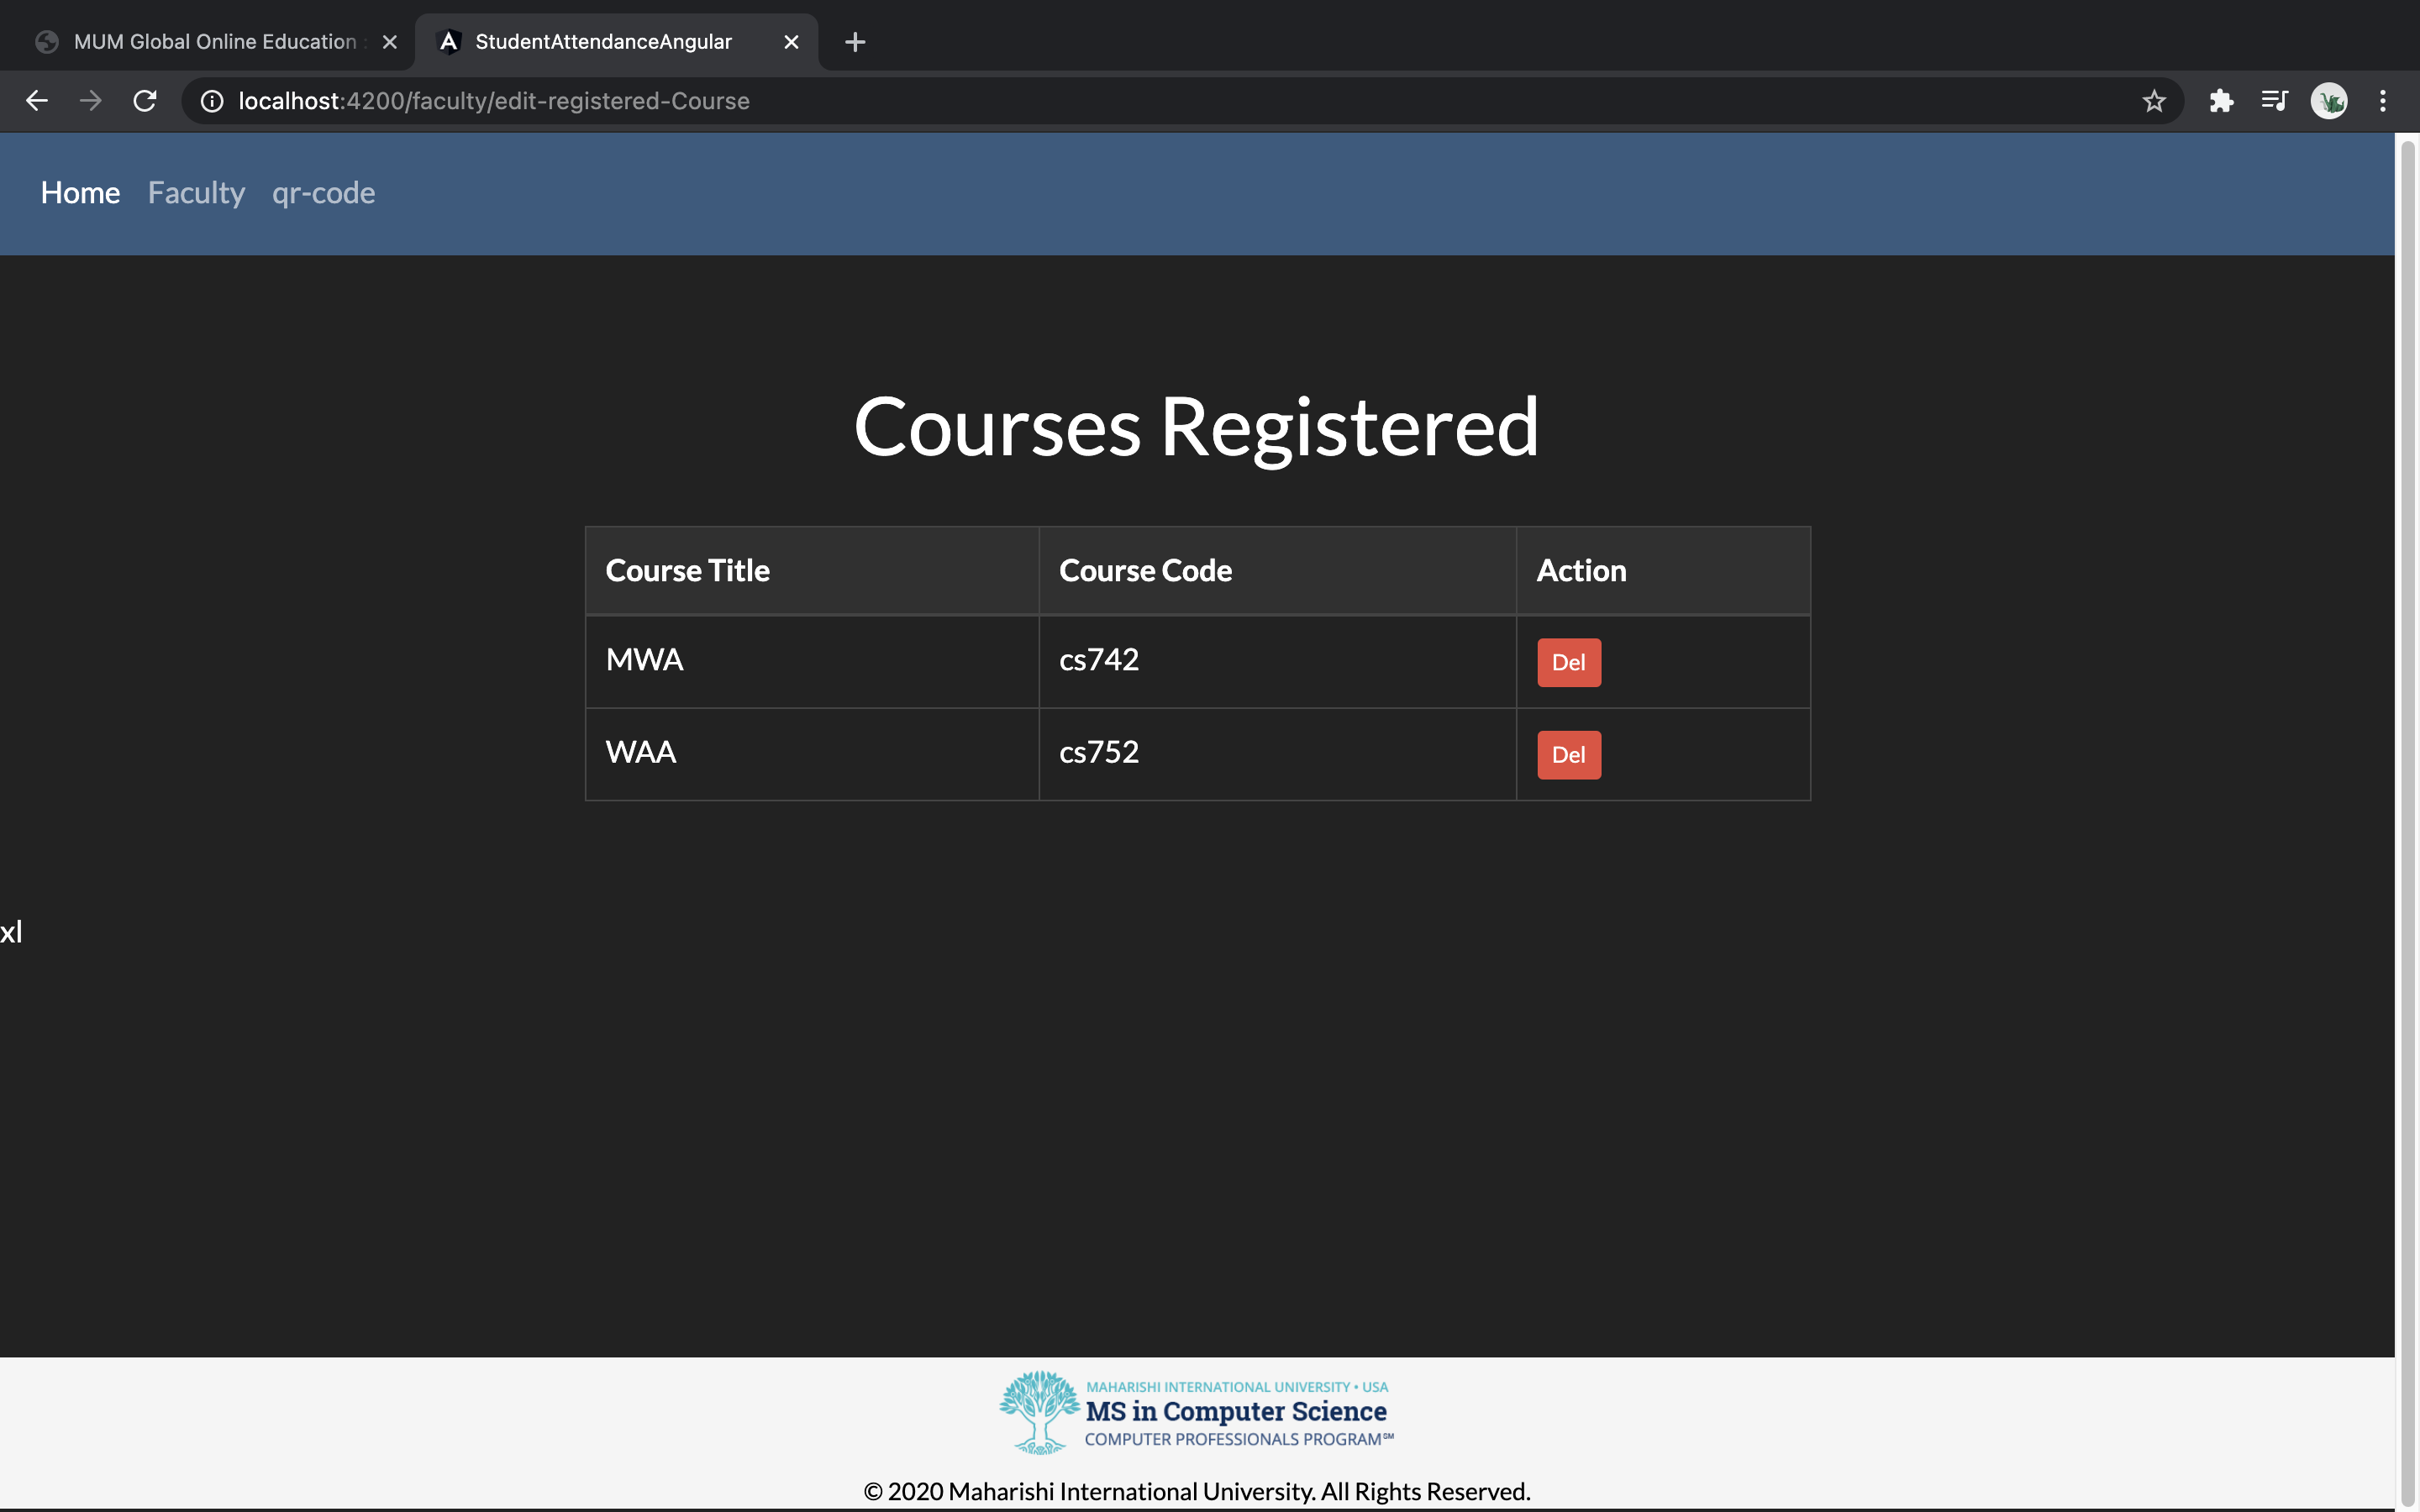 MUM Global Online Education
StudentAttendanceAngular
localhost:4200/faculty/edit-registered-Course
Home Faculty qr-code
Courses Registered
Course Title Course Code Action
MWA cs742 Del
WAA cs752 Del
xl
MAHARISHI INTERNATIONAL UNIVERSITY • USA
MS in Computer Science
COMPUTER PROFESSIONALS PROGRAM℠
© 2020 Maharishi International University. All Rights Reserved.